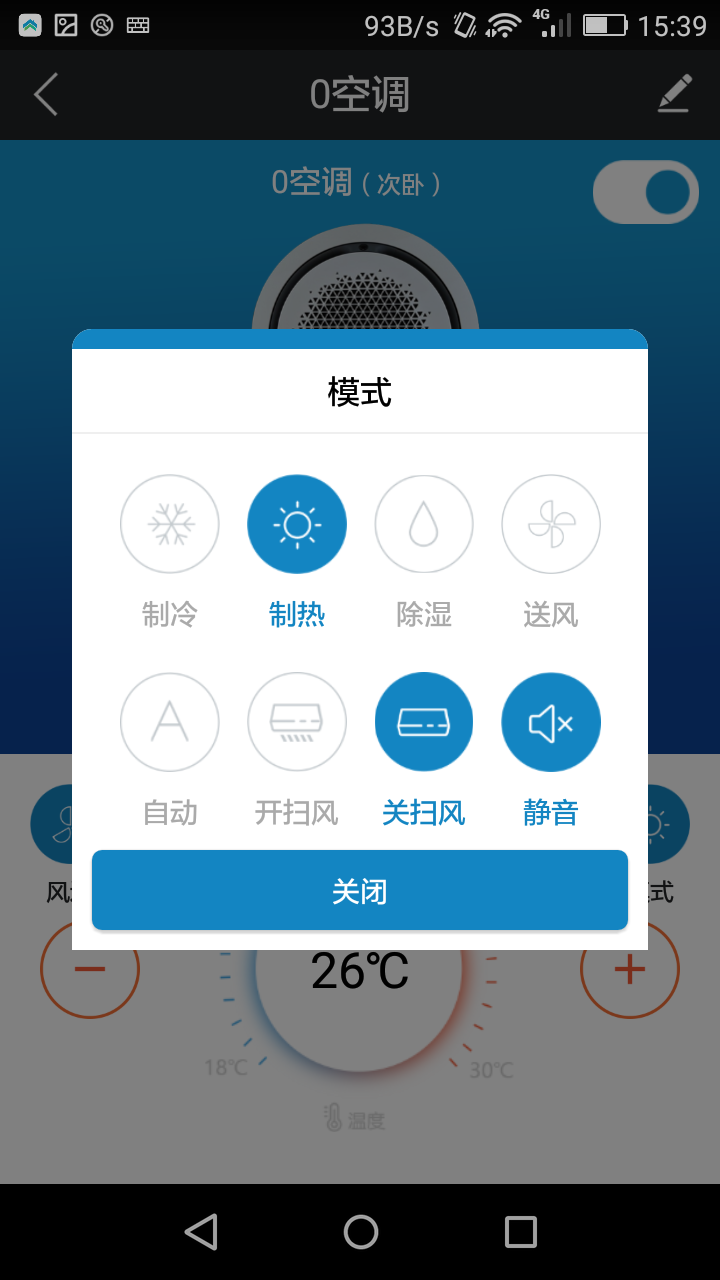 93B/s 4G 15:39
0空调
0空调（次卧）
模式
制冷 制热 除湿 送风
自动 开扫风 关扫风 静音
关闭
26℃
18℃ 30℃
温度